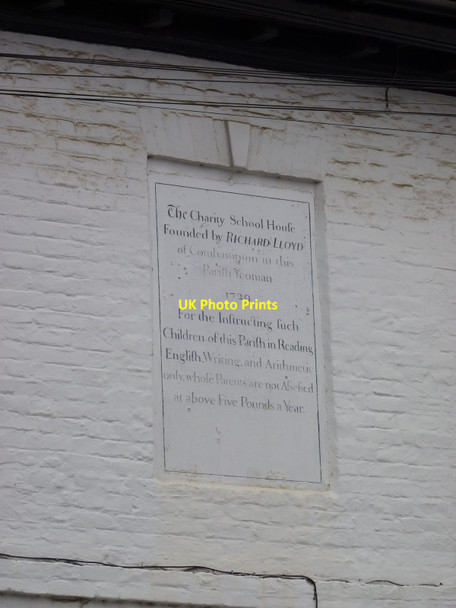 The Charity School Houſe
Founded by RICHARD LLOYD
of in this
Pariſh Yeoman
UK Photo Prints
For the Inſtructing ſuch
Children of this Pariſh in Reading
Engliſh, Writing, and Arithmetic
only, whoſe Parents are not Aſseſsed
at above Five Pounds a Year.